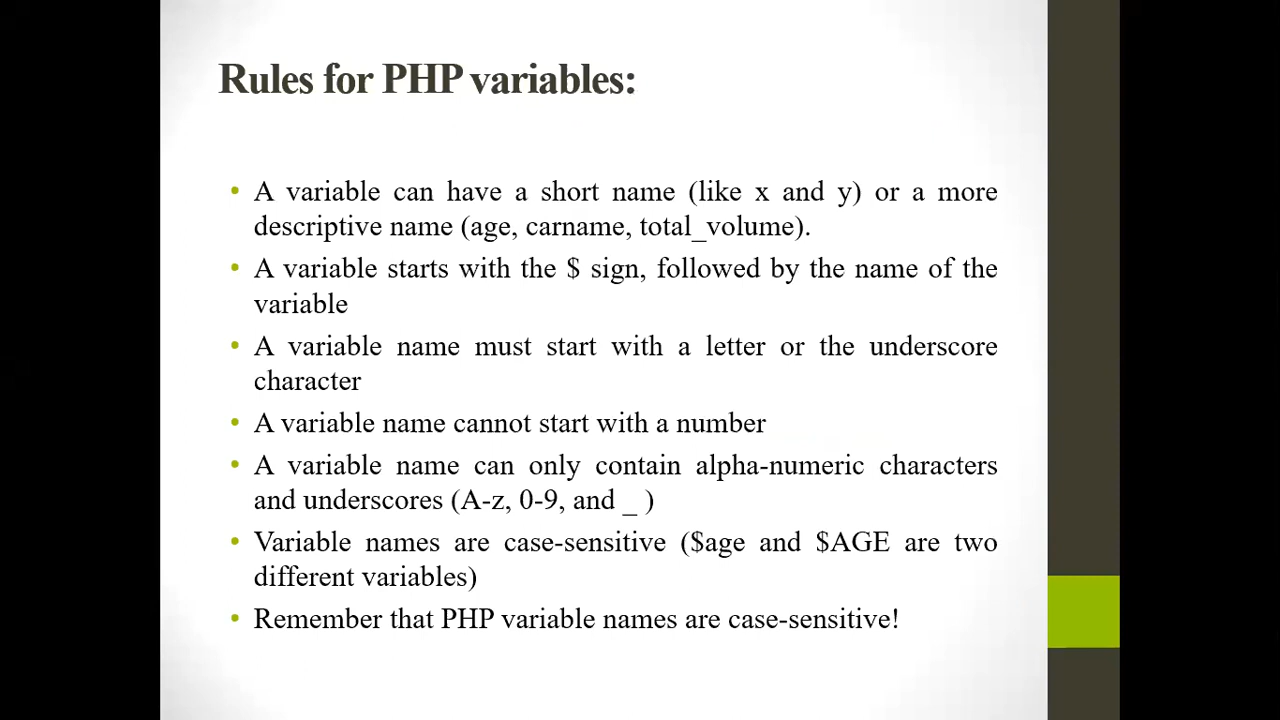 Rules for PHP variables:
• A variable can have a short name (like x and y) or a more
descriptive name (age, carname, total_volume).
• A variable starts with the $ sign, followed by the name of the
variable
• A variable name must start with a letter or the underscore
character
• A variable name cannot start with a number
• A variable name can only contain alpha-numeric characters
and underscores (A-z, 0-9, and _ )
• Variable names are case-sensitive ($age and $AGE are two
different variables)
• Remember that PHP variable names are case-sensitive!